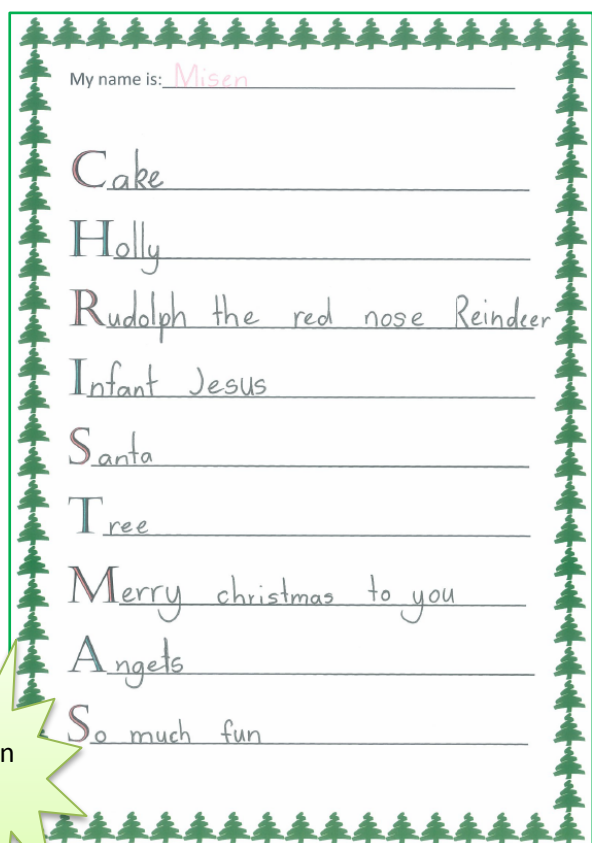 My name is: Misen
Cake
Holly
Rudolph the red nose Reindeer
Infant Jesus
Santa
Tree
Merry christmas to you
Angels
So much fun